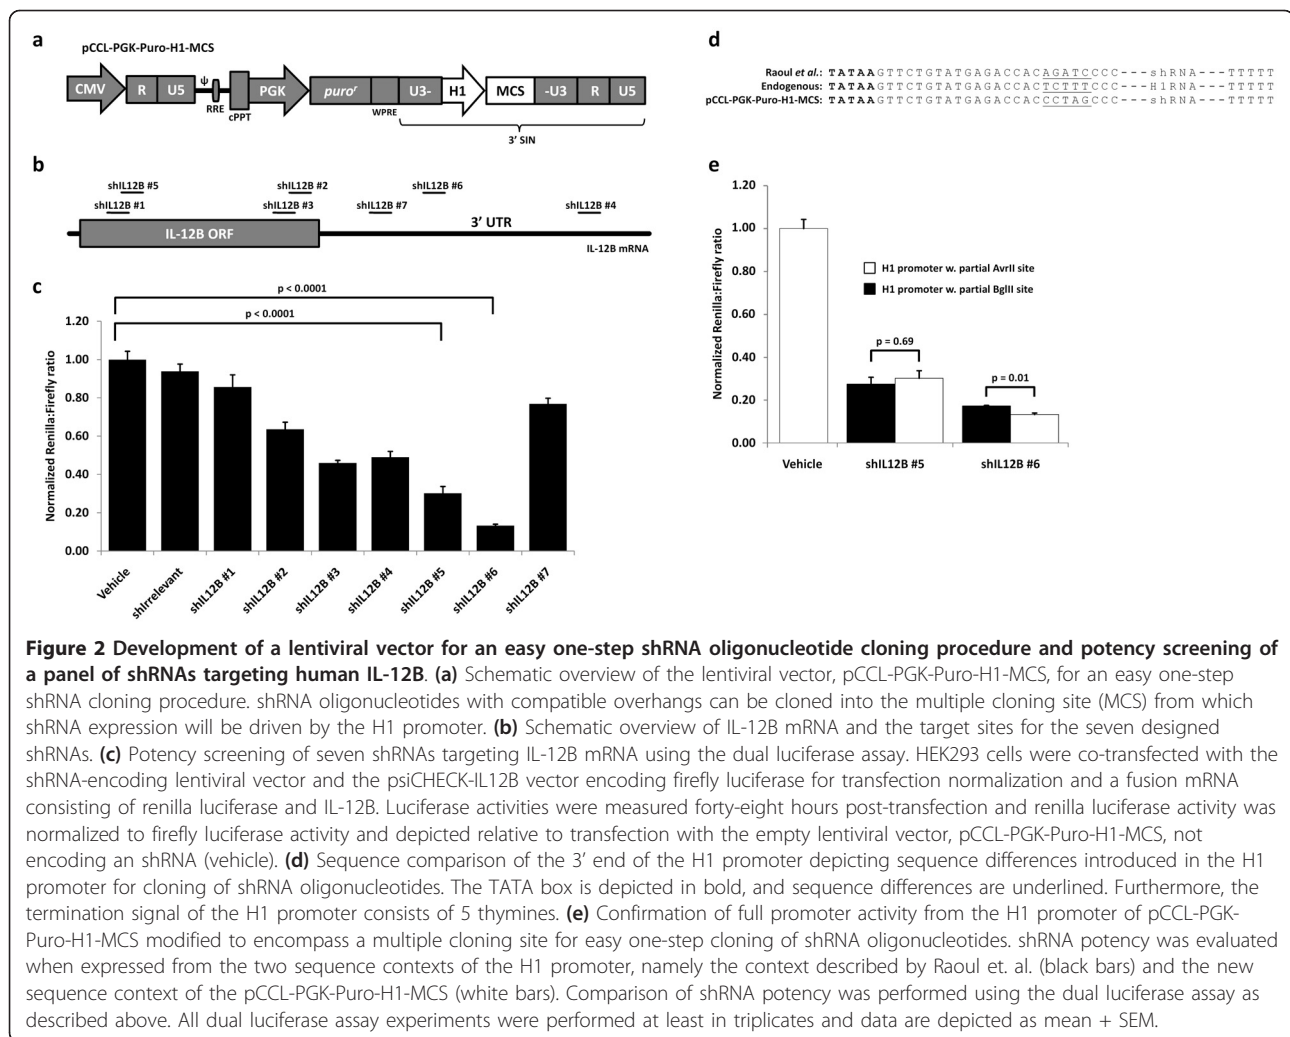 a
pCCL-PGK-Puro-H1-MCS
CMV R U5 ψ RRE cPPT PGK puroʳ WPRE U3- H1 MCS -U3 R U5
3' SIN
b
shIL12B #5 shIL12B #2 shIL12B #6
shIL12B #1 shIL12B #3 shIL12B #7 shIL12B #4
3' UTR
IL-12B ORF
IL-12B mRNA
c
p < 0.0001
p < 0.0001
Normalized Renilla:Firefly ratio
1.20
1.00
0.80
0.60
0.40
0.20
0.00
Vehicle
shIrrelevant
shIL12B #1
shIL12B #2
shIL12B #3
shIL12B #4
shIL12B #5
shIL12B #6
shIL12B #7
d
Raoul et al.: TATAAGTTCTGTATGAGACCACAGATCCCC---shRNA---TTTTT
Endogenous: TATAAGTTCTGTATGAGACCACTCTTTCCC---H1RNA---TTTTT
pCCL-PGK-Puro-H1-MCS: TATAAGTTCTGTATGAGACCACCCTAGCCC---shRNA---TTTTT
e
Normalized Renilla:Firefly ratio
1.20
1.00
0.80
0.60
0.40
0.20
0.00
H1 promoter w. partial AvrII site
H1 promoter w. partial BglII site
p = 0.69
p = 0.01
Vehicle shIL12B #5 shIL12B #6
Figure 2 Development of a lentiviral vector for an easy one-step shRNA oligonucleotide cloning procedure and potency screening of
a panel of shRNAs targeting human IL-12B. (a) Schematic overview of the lentiviral vector, pCCL-PGK-Puro-H1-MCS, for an easy one-step
shRNA cloning procedure. shRNA oligonucleotides with compatible overhangs can be cloned into the multiple cloning site (MCS) from which
shRNA expression will be driven by the H1 promoter. (b) Schematic overview of IL-12B mRNA and the target sites for the seven designed
shRNAs. (c) Potency screening of seven shRNAs targeting IL-12B mRNA using the dual luciferase assay. HEK293 cells were co-transfected with the
shRNA-encoding lentiviral vector and the psiCHECK-IL12B vector encoding firefly luciferase for transfection normalization and a fusion mRNA
consisting of renilla luciferase and IL-12B. Luciferase activities were measured forty-eight hours post-transfection and renilla luciferase activity was
normalized to firefly luciferase activity and depicted relative to transfection with the empty lentiviral vector, pCCL-PGK-Puro-H1-MCS, not
encoding an shRNA (vehicle). (d) Sequence comparison of the 3' end of the H1 promoter depicting sequence differences introduced in the H1
promoter for cloning of shRNA oligonucleotides. The TATA box is depicted in bold, and sequence differences are underlined. Furthermore, the
termination signal of the H1 promoter consists of 5 thymines. (e) Confirmation of full promoter activity from the H1 promoter of pCCL-PGK-
Puro-H1-MCS modified to encompass a multiple cloning site for easy one-step cloning of shRNA oligonucleotides. shRNA potency was evaluated
when expressed from the two sequence contexts of the H1 promoter, namely the context described by Raoul et. al. (black bars) and the new
sequence context of the pCCL-PGK-Puro-H1-MCS (white bars). Comparison of shRNA potency was performed using the dual luciferase assay as
described above. All dual luciferase assay experiments were performed at least in triplicates and data are depicted as mean + SEM.